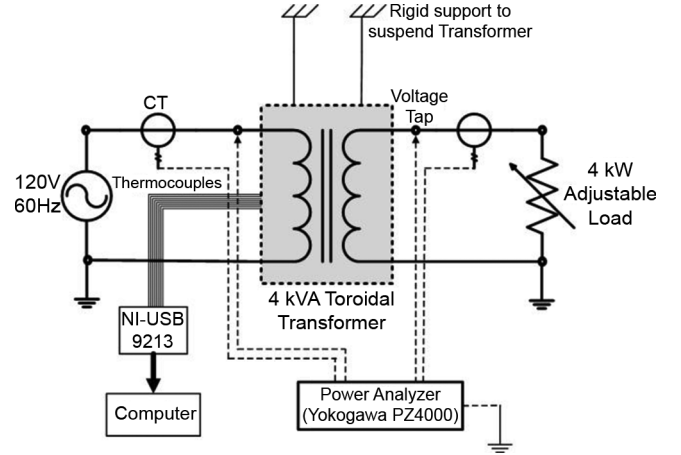 Rigid support to
suspend Transformer
CT
Voltage
Tap
120V
60Hz
Thermocouples
4 kW
Adjustable
Load
4 kVA Toroidal
Transformer
NI-USB
9213
Computer
Power Analyzer
(Yokogawa PZ4000)